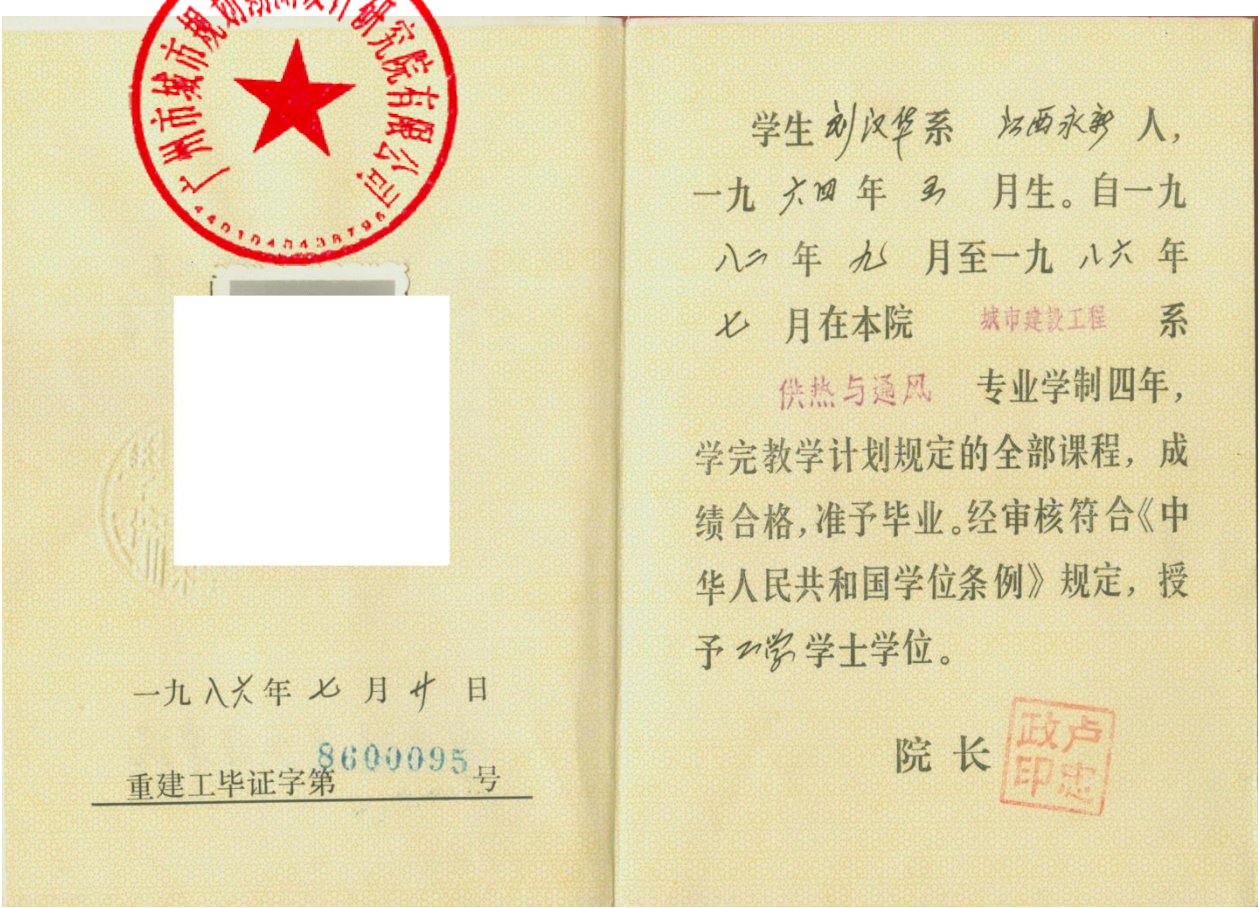 广州市城市规划勘测设计研究院有限公司
一九八六年七月廿日
重建工毕证字第8600095号
学生刘汉华系 江西永新 人，
一九六四年 五 月生。自一九
八二年九月至一九八六年
七月在本院 城市建设工程 系
供热与通风 专业学制四年，
学完教学计划规定的全部课程，成
绩合格，准予毕业。经审核符合《中
华人民共和国学位条例》规定，授
予工学学士学位。
院长
卢忠政印